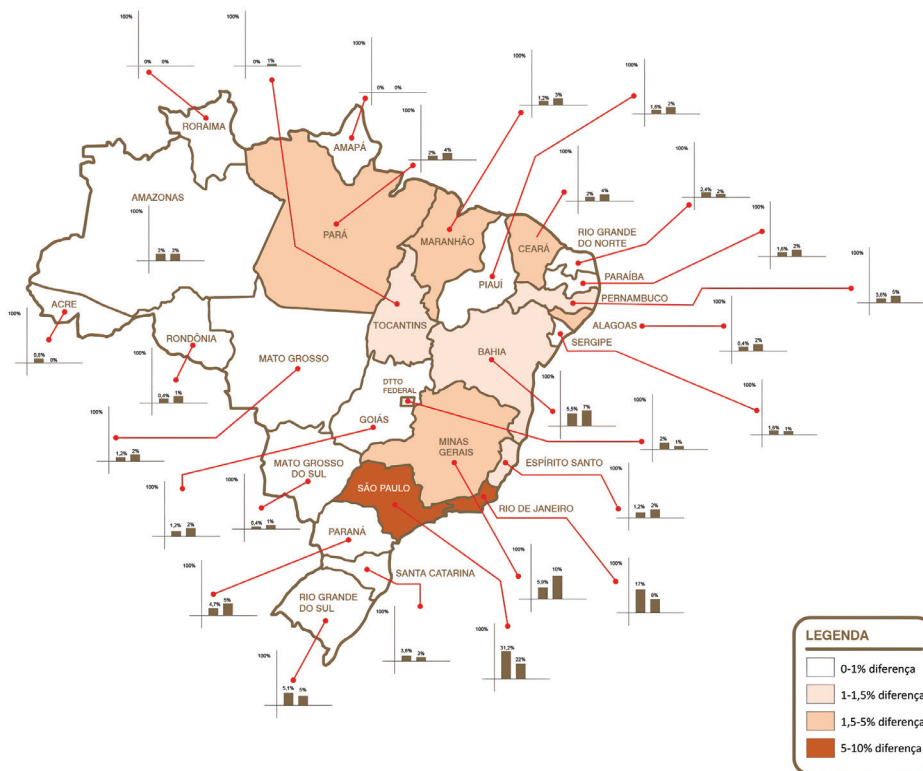 100%
0% 0%
100%
0% 1%
100%
0% 0%
RORAIMA
AMAPÁ
100%
2% 4%
100%
1,2% 3%
100%
1,6% 2%
AMAZONAS
100%
3% 3%
PARÁ
MARANHÃO
PIAUÍ
CEARÁ
100%
2% 4%
100%
2,4% 2%
RIO GRANDE
DO NORTE
100%
1,6% 2%
PARAÍBA
PERNAMBUCO
100%
3,6% 5%
ACRE
100%
0,8% 0%
RONDÔNIA
100%
0,4% 1%
TOCANTINS
ALAGOAS
100%
0,4% 2%
SERGIPE
100%
1,6% 1%
MATO GROSSO
100%
1,2% 2%
BAHIA
100%
5,5% 7%
DTTO
FEDERAL
100%
2% 1%
GOIÁS
100%
1,2% 2%
MINAS
GERAIS
100%
5,9% 10%
ESPÍRITO SANTO
100%
1,2%
MATO GROSSO
DO SUL
100%
0,4% 1%
SÃO PAULO
100%
31,2% 22%
RIO DE JANEIRO
100%
17% 8%
PARANÁ
100%
4,7% 5%
SANTA CATARINA
100%
3%
RIO GRANDE
DO SUL
100%
5,1% 5%
LEGENDA
0-1% diferença
1-1,5% diferença
1,5-5% diferença
5-10% diferença